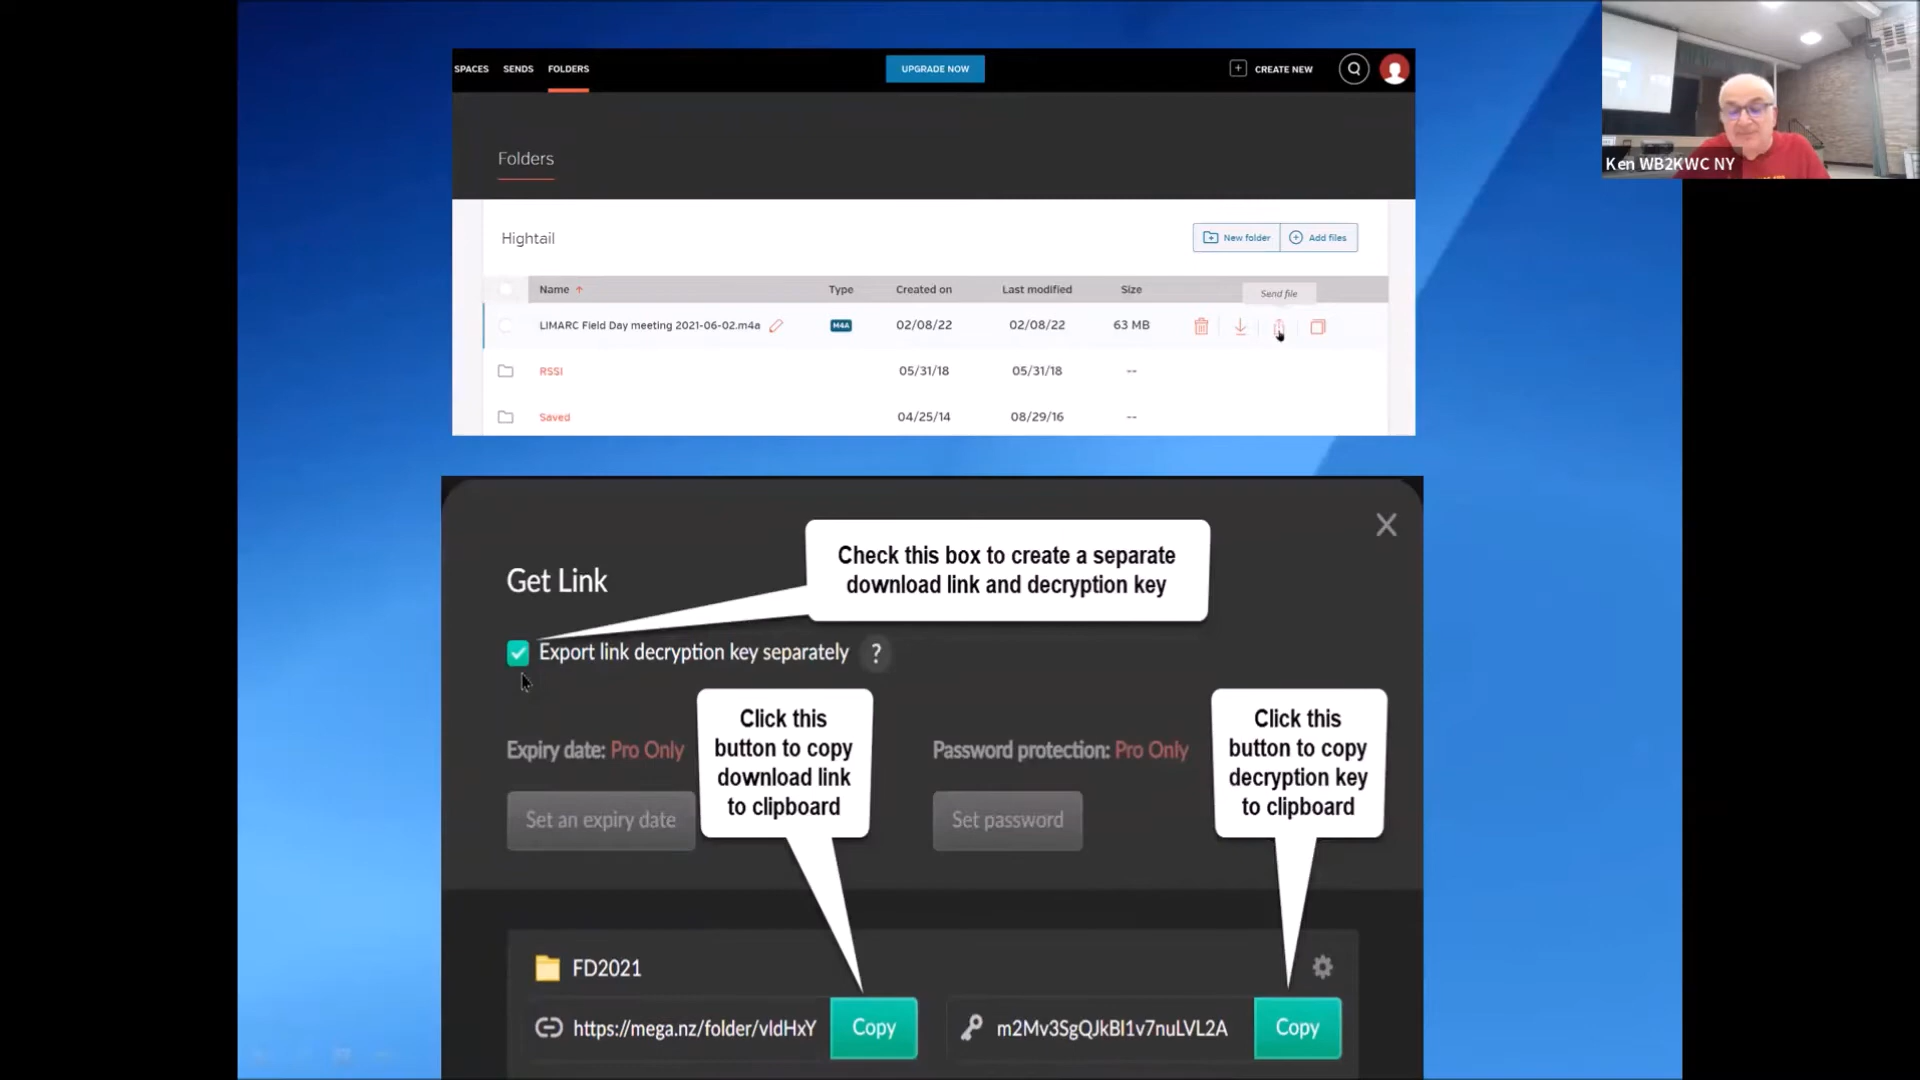 SPACES SENDS FOLDERS UPGRADE NOW CREATE NEW
Ken WB2KWC NY
Folders
Hightail New folder Add files
Name Type Created on Last modified Size
Send file
LIMARC Field Day meeting 2021-06-02.m4a M4A 02/08/22 02/08/22 63 MB
RSSI 05/31/18 05/31/18 --
Saved 04/25/14 08/29/16 --
Check this box to create a separate
download link and decryption key
Get Link
Export link decryption key separately ?
Click this
button to copy
download link
to clipboard
Click this
button to copy
decryption key
to clipboard
Expiry date: Pro Only Password protection: Pro Only
Set an expiry date Set password
FD2021
https://mega.nz/folder/vldHxY Copy m2Mv3SgQJkBl1v7nuLVL2A Copy